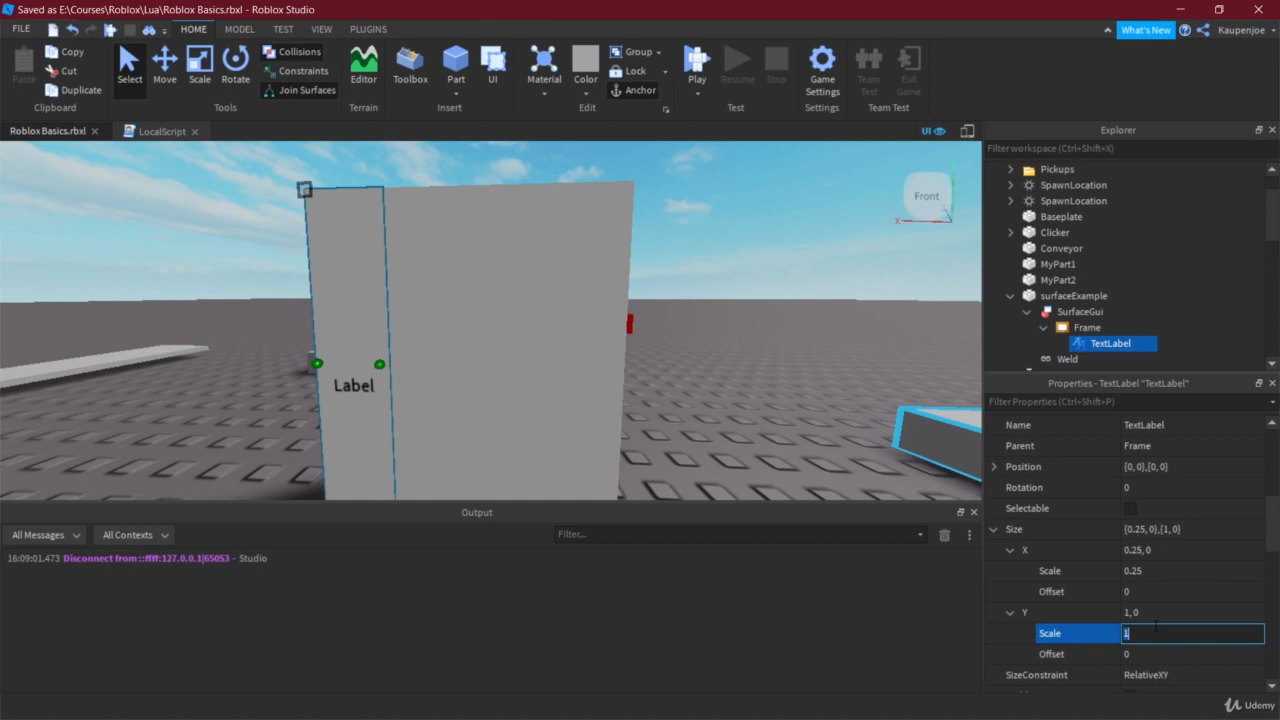 Saved as E:\Courses\Roblox\Lua\Roblox Basics.rbxl - Roblox Studio
FILE HOME MODEL TEST VIEW PLUGINS What's New Kaupenjoe
Copy Collisions Group
Paste Cut Select Move Scale Rotate Constraints Editor Toolbox Part UI Material Color Lock Play Resume Stop Game Settings Team Test Exit Game
Duplicate Join Surfaces Anchor
Clipboard Tools Terrain Insert Edit Test Settings Team Test
Roblox Basics.rbxl LocalScript UI Explorer
Filter workspace (Ctrl+Shift+X)
Pickups
SpawnLocation
SpawnLocation
Baseplate
Clicker
Conveyor
MyPart1
MyPart2
surfaceExample
SurfaceGui
Frame
TextLabel
Weld
Front
X
Label
Properties - TextLabel "TextLabel"
Filter Properties (Ctrl+Shift+P)
Name TextLabel
Parent Frame
Position {0, 0},{0, 0}
Rotation 0
Selectable
Size {0.25, 0},{1, 0}
X 0.25, 0
Scale 0.25
Offset 0
Y 1, 0
Scale 1
Offset 0
SizeConstraint RelativeXY
Output
All Messages All Contexts Filter...
16:09:01.473 Disconnect from ::ffff:127.0.0.1|65053 - Studio
Udemy